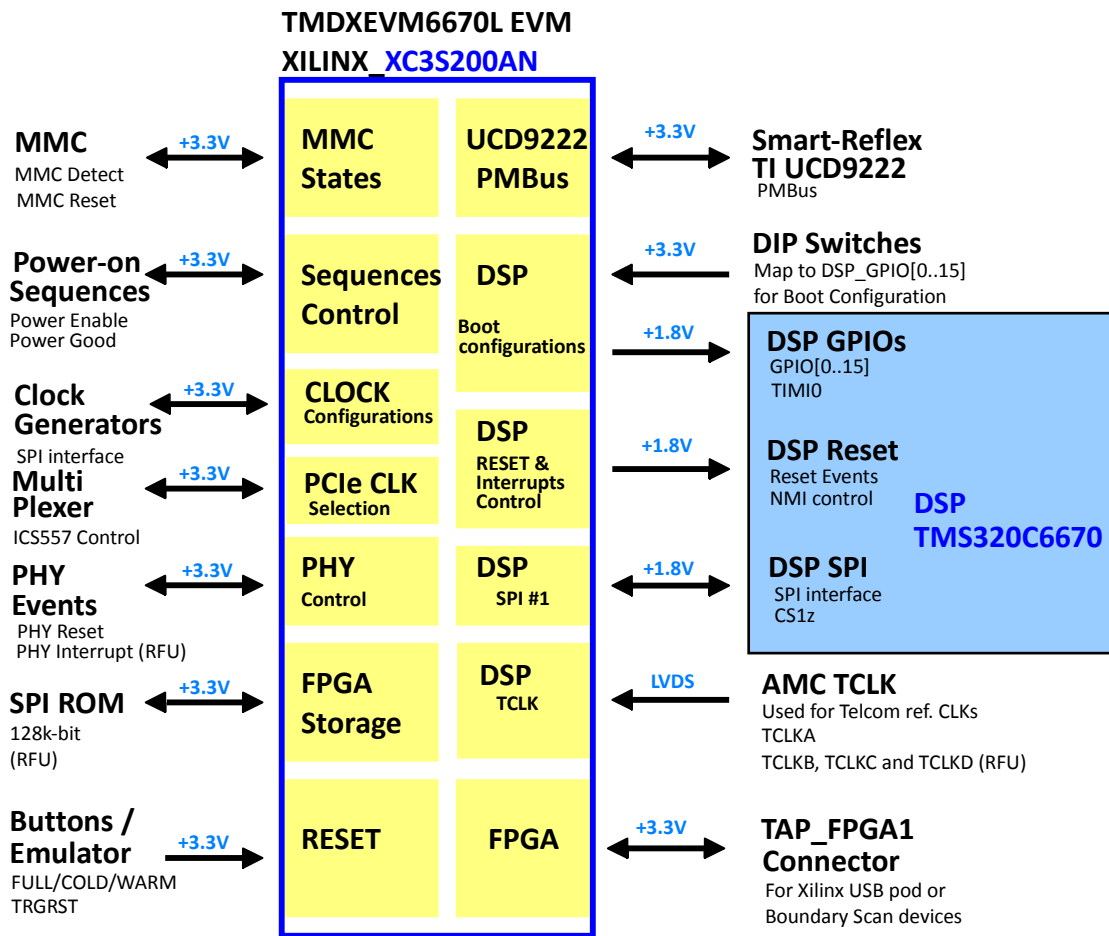 TMDXEVM6670L EVM
XILINX_XC3S200AN
MMC
MMC Detect
MMC Reset
+3.3V
Power-on
Sequences
Power Enable
Power Good
+3.3V
Clock
Generators
SPI interface
+3.3V
Multi
Plexer
ICS557 Control
+3.3V
PHY
Events
PHY Reset
PHY Interrupt (RFU)
+3.3V
SPI ROM
128k-bit
(RFU)
+3.3V
Buttons /
Emulator
FULL/COLD/WARM
TRGRST
+3.3V
MMC
States
Sequences
Control
CLOCK
Configurations
PCIe CLK
Selection
PHY
Control
FPGA
Storage
RESET
UCD9222
PMBus
DSP
Boot
configurations
DSP
RESET &
Interrupts
Control
DSP
SPI #1
DSP
TCLK
FPGA
+3.3V
Smart-Reflex
TI UCD9222
PMBus
+3.3V
DIP Switches
Map to DSP_GPIO[0..15]
for Boot Configuration
+1.8V
DSP GPIOs
GPIO[0..15]
TIMI0
+1.8V
DSP Reset
Reset Events
NMI control
DSP
TMS320C6670
+1.8V
DSP SPI
SPI interface
CS1z
LVDS
AMC TCLK
Used for Telcom ref. CLKs
TCLKA
TCLKB, TCLKC and TCLKD (RFU)
+3.3V
TAP_FPGA1
Connector
For Xilinx USB pod or
Boundary Scan devices